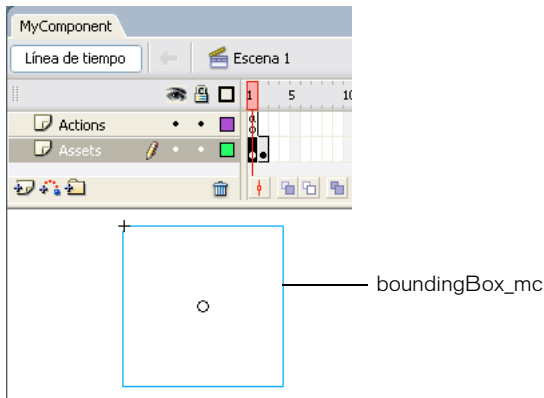 MyComponent
Línea de tiempo
Escena 1
1 5 10
Actions
Assets
boundingBox_mc